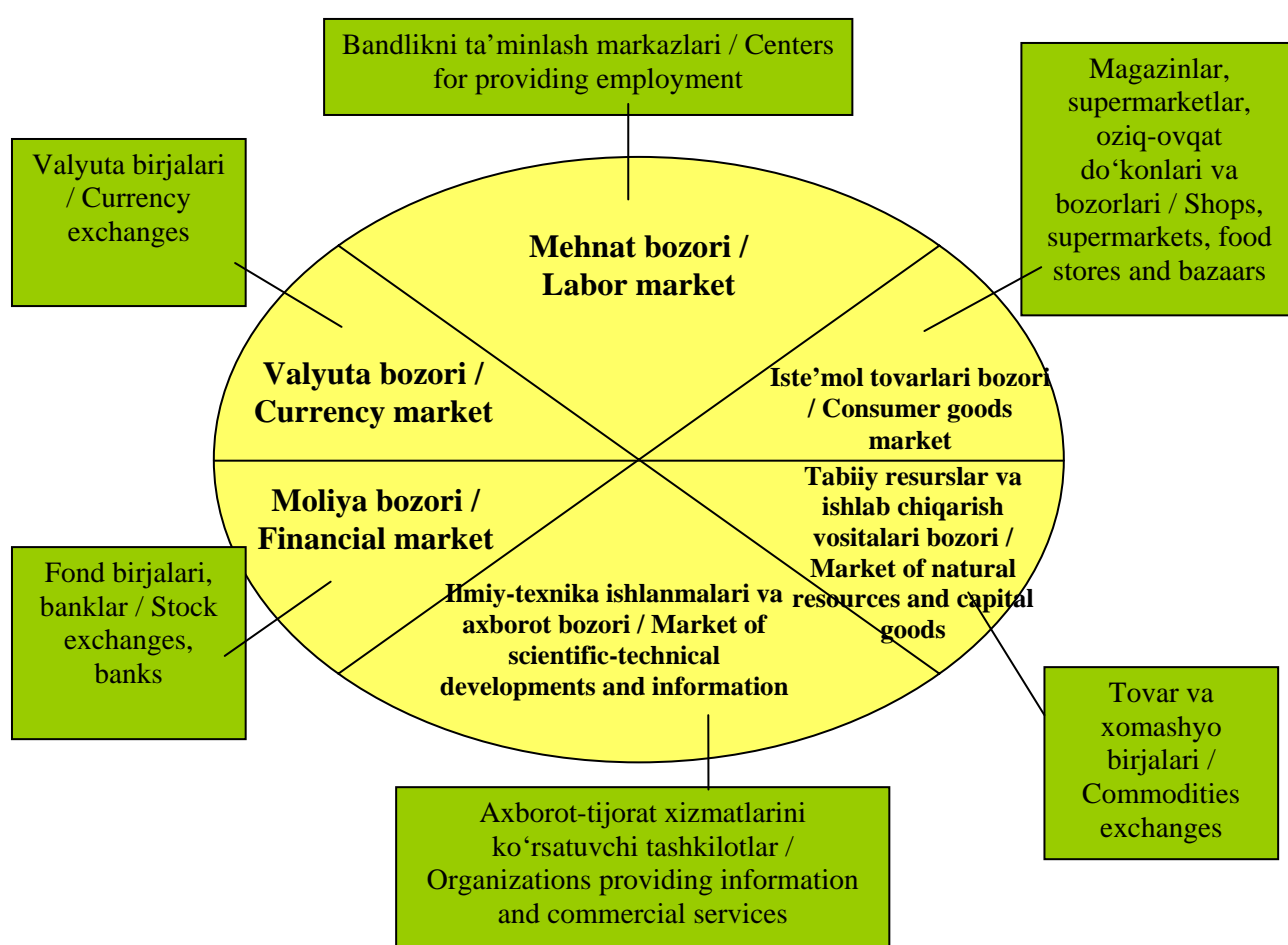 Bandlikni ta’minlash markazlari / Centers
for providing employment
Magazinlar,
supermarketlar,
oziq-ovqat
do‘konlari va
bozorlari / Shops,
supermarkets, food
stores and bazaars
Valyuta birjalari
/ Currency
exchanges
Mehnat bozori /
Labor market
Valyuta bozori /
Currency market
Iste’mol tovarlari bozori
/ Consumer goods
market
Moliya bozori /
Financial market
Tabiiy resurslar va
ishlab chiqarish
vositalari bozori /
Market of natural
resources and capital
goods
Fond birjalari,
banklar / Stock
exchanges,
banks
Ilmiy-texnika ishlanmalari va
axborot bozori / Market of
scientific-technical
developments and information
Tovar va
xomashyo
birjalari /
Commodities
exchanges
Axborot-tijorat xizmatlarini
ko‘rsatuvchi tashkilotlar /
Organizations providing information
and commercial services